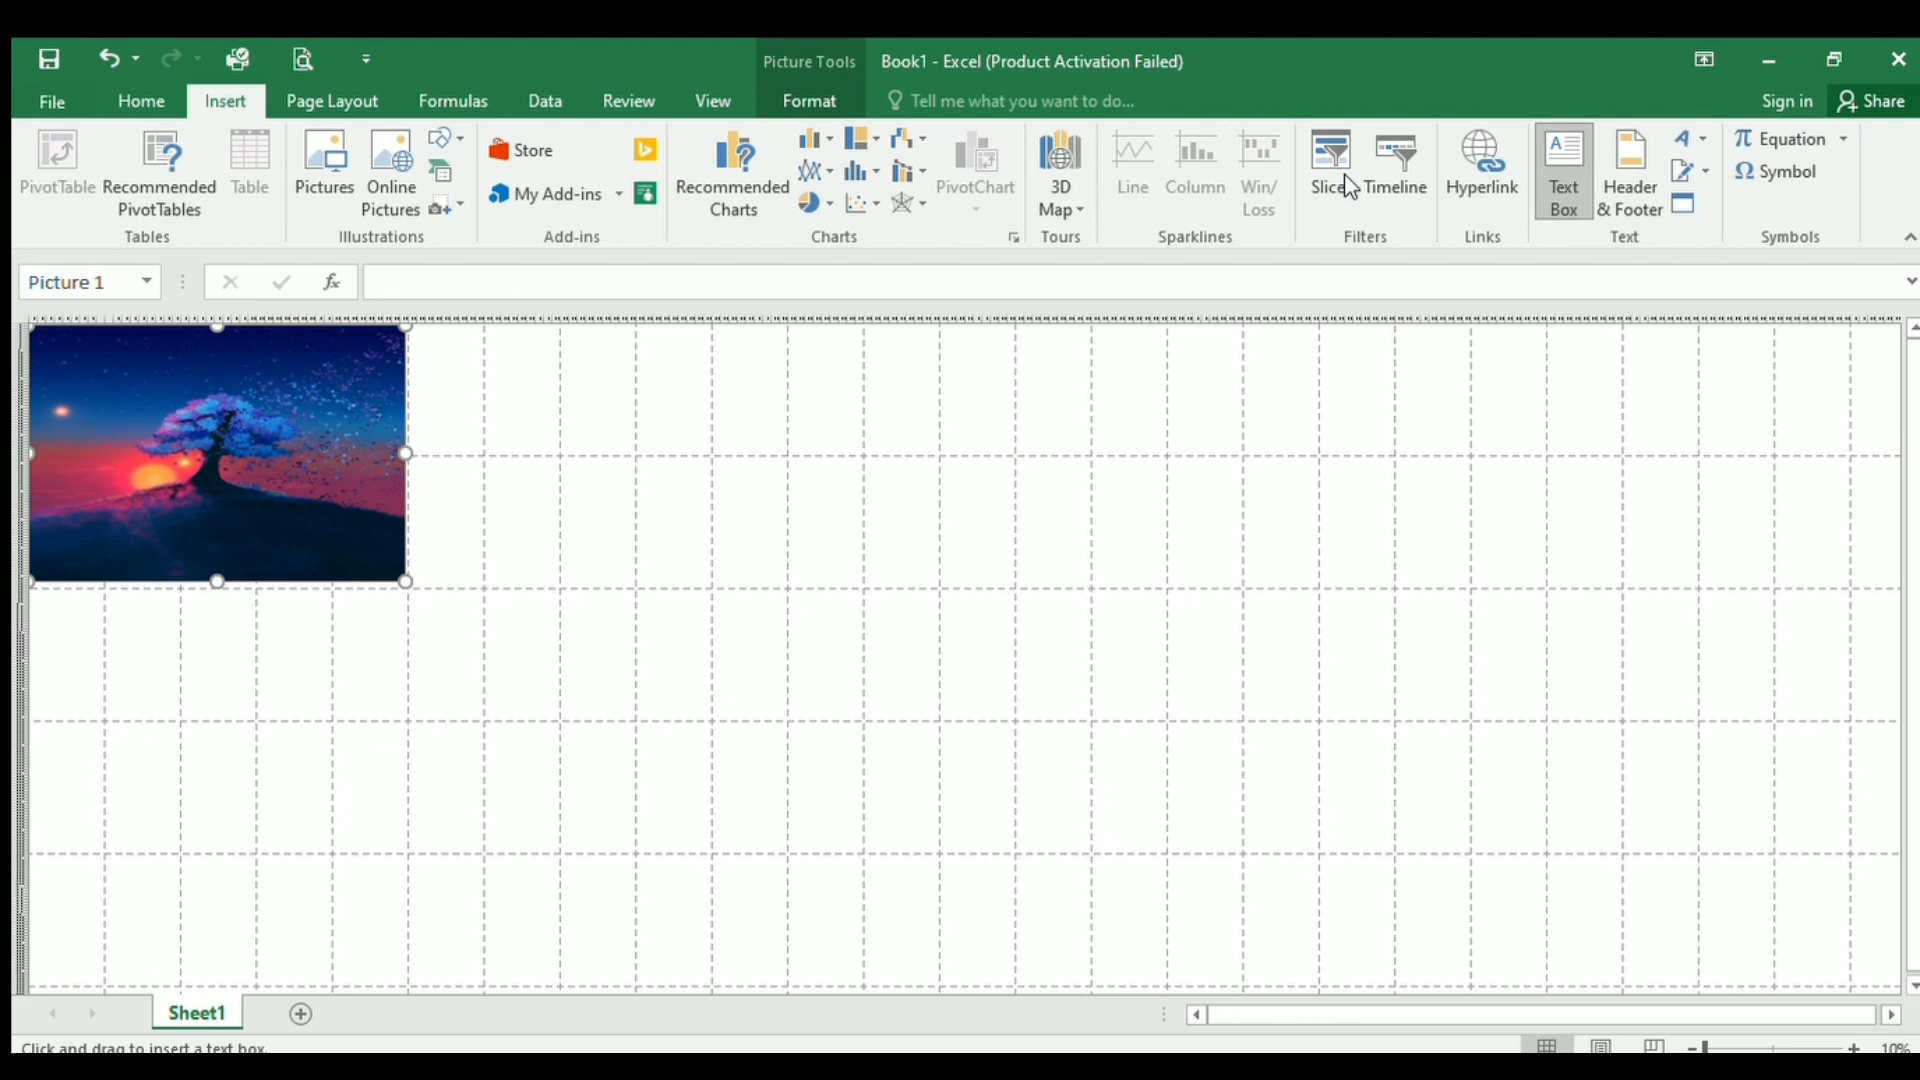 Picture Tools
Book1 - Excel (Product Activation Failed)
File Home Insert Page Layout Formulas Data Review View Format Tell me what you want to do... Sign in Share
PivotTable
Recommended
PivotTables
Table
Tables
Pictures
Online
Pictures
Illustrations
Store
My Add-ins
Add-ins
Recommended
Charts
PivotChart
Charts
3D
Map
Tours
Line
Column
Win/
Loss
Sparklines
Slice
Timeline
Filters
Hyperlink
Links
Text
Box
Header
& Footer
Text
π Equation
Ω Symbol
Symbols
Picture 1
fx
Sheet1
Click and drag to insert a text box.
10%